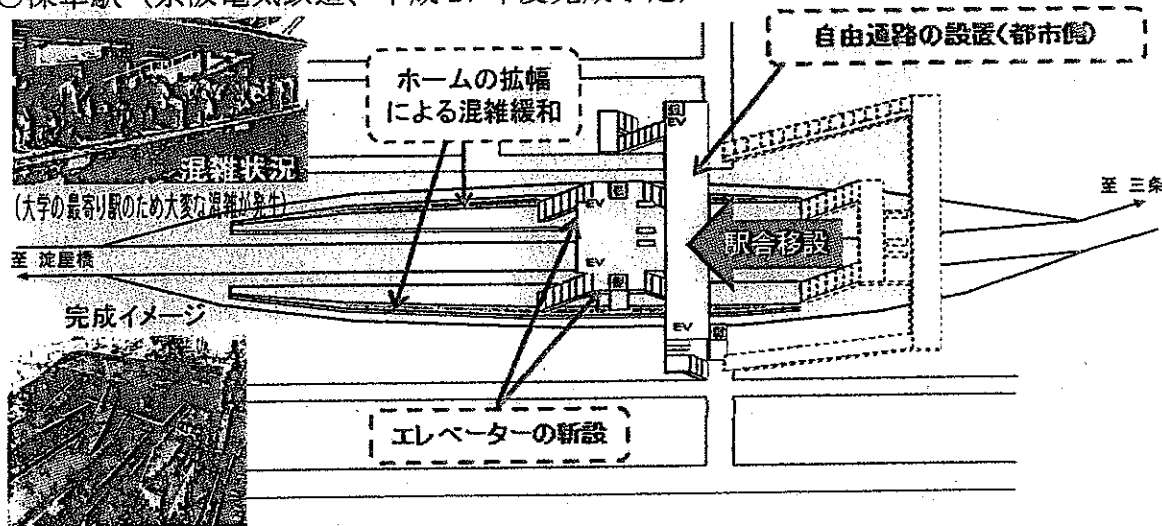 自由通路の設置(都市側)
ホームの拡幅
による混雑緩和
EV
混雑状況
(大学の最寄り駅のため大変な混雑が発生)
至 三条
EV
駅舎移設
至 淀屋橋
EV
完成イメージ
EV
エレベーターの新設